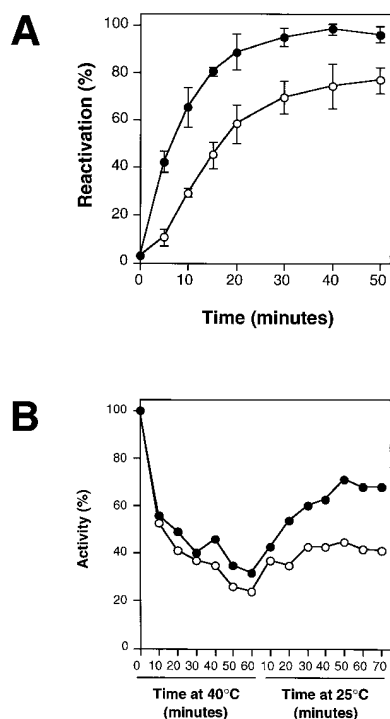 A
Reactivation (%)
100
80
60
40
20
0
0 10 20 30 40 50
Time (minutes)
B
Activity (%)
100
80
60
40
20
0
0 10 20 30 40 50 60 10 20 30 40 50 60 70
Time at 40°C Time at 25°C
(minutes) (minutes)